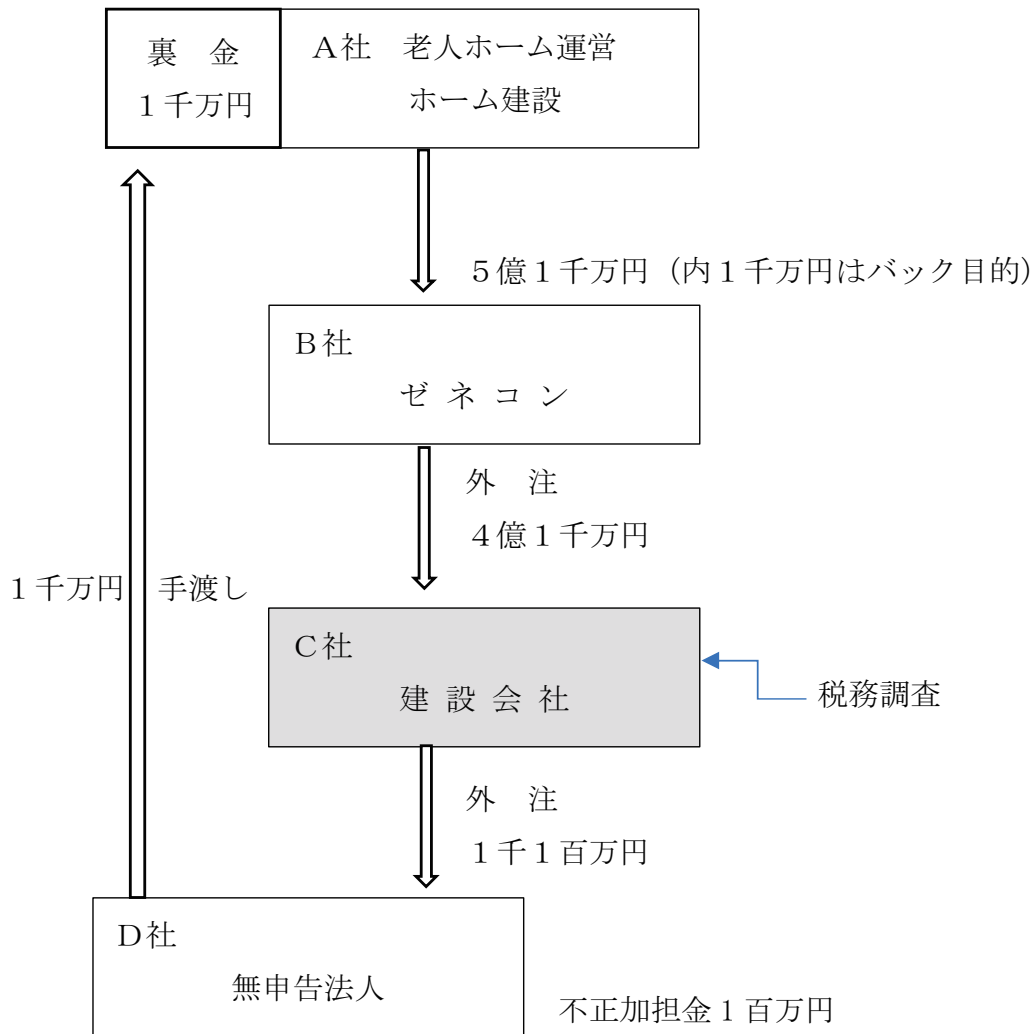 裏　金
１千万円
Ａ社　老人ホーム運営
ホーム建設
５億１千万円（内１千万円はバック目的）
Ｂ社
ゼ ネ コ ン
外　注
４億１千万円
１千万円　手渡し
Ｃ社
建 設 会 社
税務調査
外　注
１千１百万円
Ｄ社
無申告法人
不正加担金１百万円